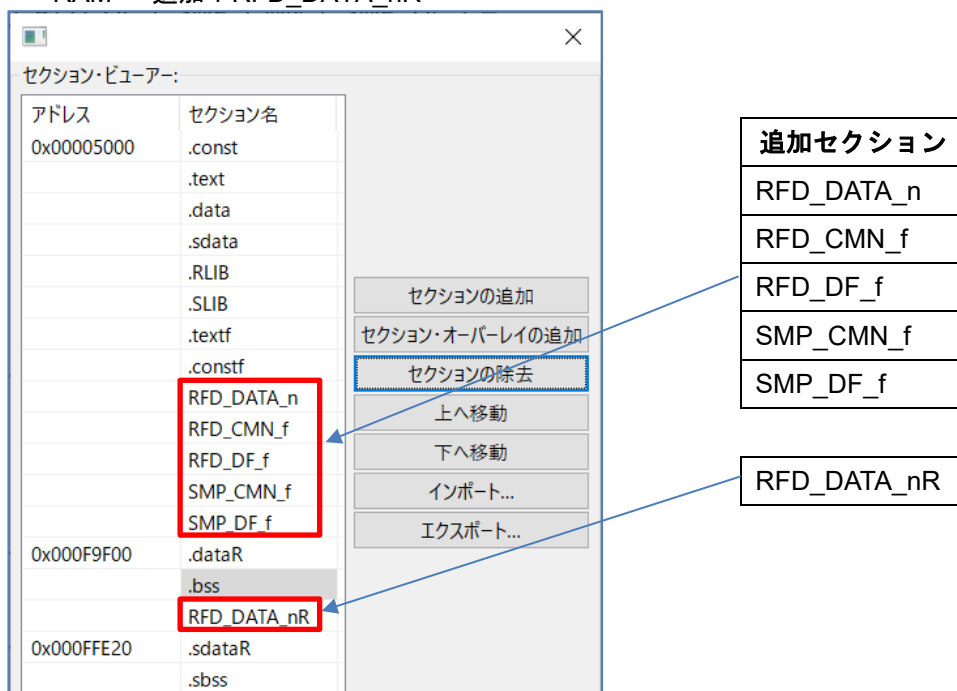 RAM 追加：RFD_DATA_nR
セクション・ビューアー:
アドレス セクション名
0x00005000 .const
.text
.data
.sdata
.RLIB
.SLIB
.textf
.constf
RFD_DATA_n
RFD_CMN_f
RFD_DF_f
SMP_CMN_f
SMP_DF_f
0x000F9F00 .dataR
.bss
RFD_DATA_nR
0x000FFE20 .sdataR
.sbss
セクションの追加
セクション・オーバーレイの追加
セクションの除去
上へ移動
下へ移動
インポート...
エクスポート...
追加セクション
RFD_DATA_n
RFD_CMN_f
RFD_DF_f
SMP_CMN_f
SMP_DF_f
RFD_DATA_nR